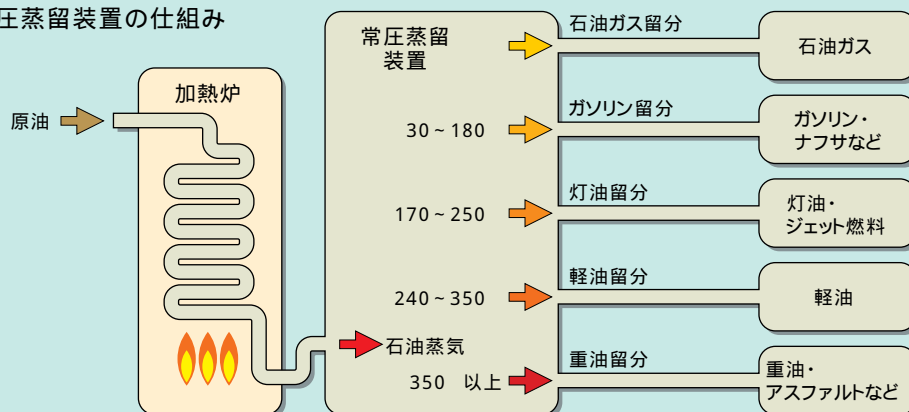 圧蒸留装置の仕組み
原油
加熱炉
常圧蒸留
装置
30~180
170~250
240~350
石油蒸気
350 以上
石油ガス留分
ガソリン留分
灯油留分
軽油留分
重油留分
石油ガス
ガソリン・
ナフサなど
灯油・
ジェット燃料
軽油
重油・
アスファルトなど